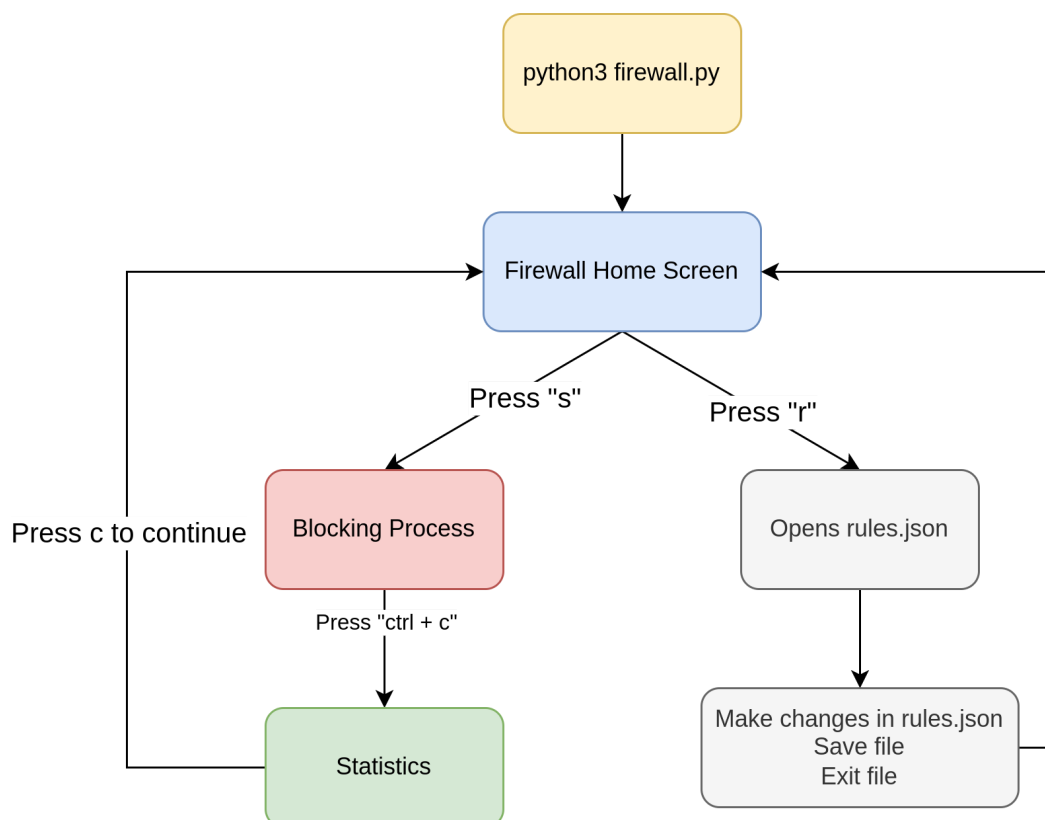 python3 firewall.py
Firewall Home Screen
Press "s"
Press "r"
Blocking Process
Opens rules.json
Press c to continue
Press "ctrl + c"
Make changes in rules.json
Save file
Exit file
Statistics